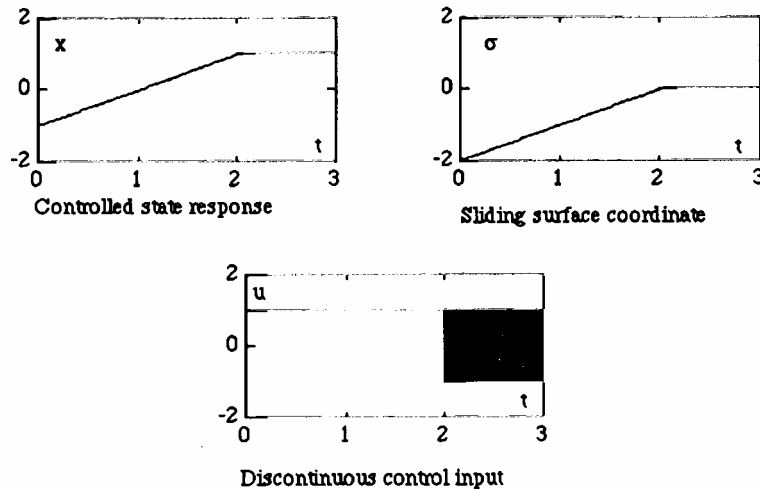 2
x
0
-2
t
0 1 2 3
Controlled state response
2
σ
0
-2
t
0 1 2 3
Sliding surface coordinate
2
u
0
-2
t
0 1 2 3
Discontinuous control input